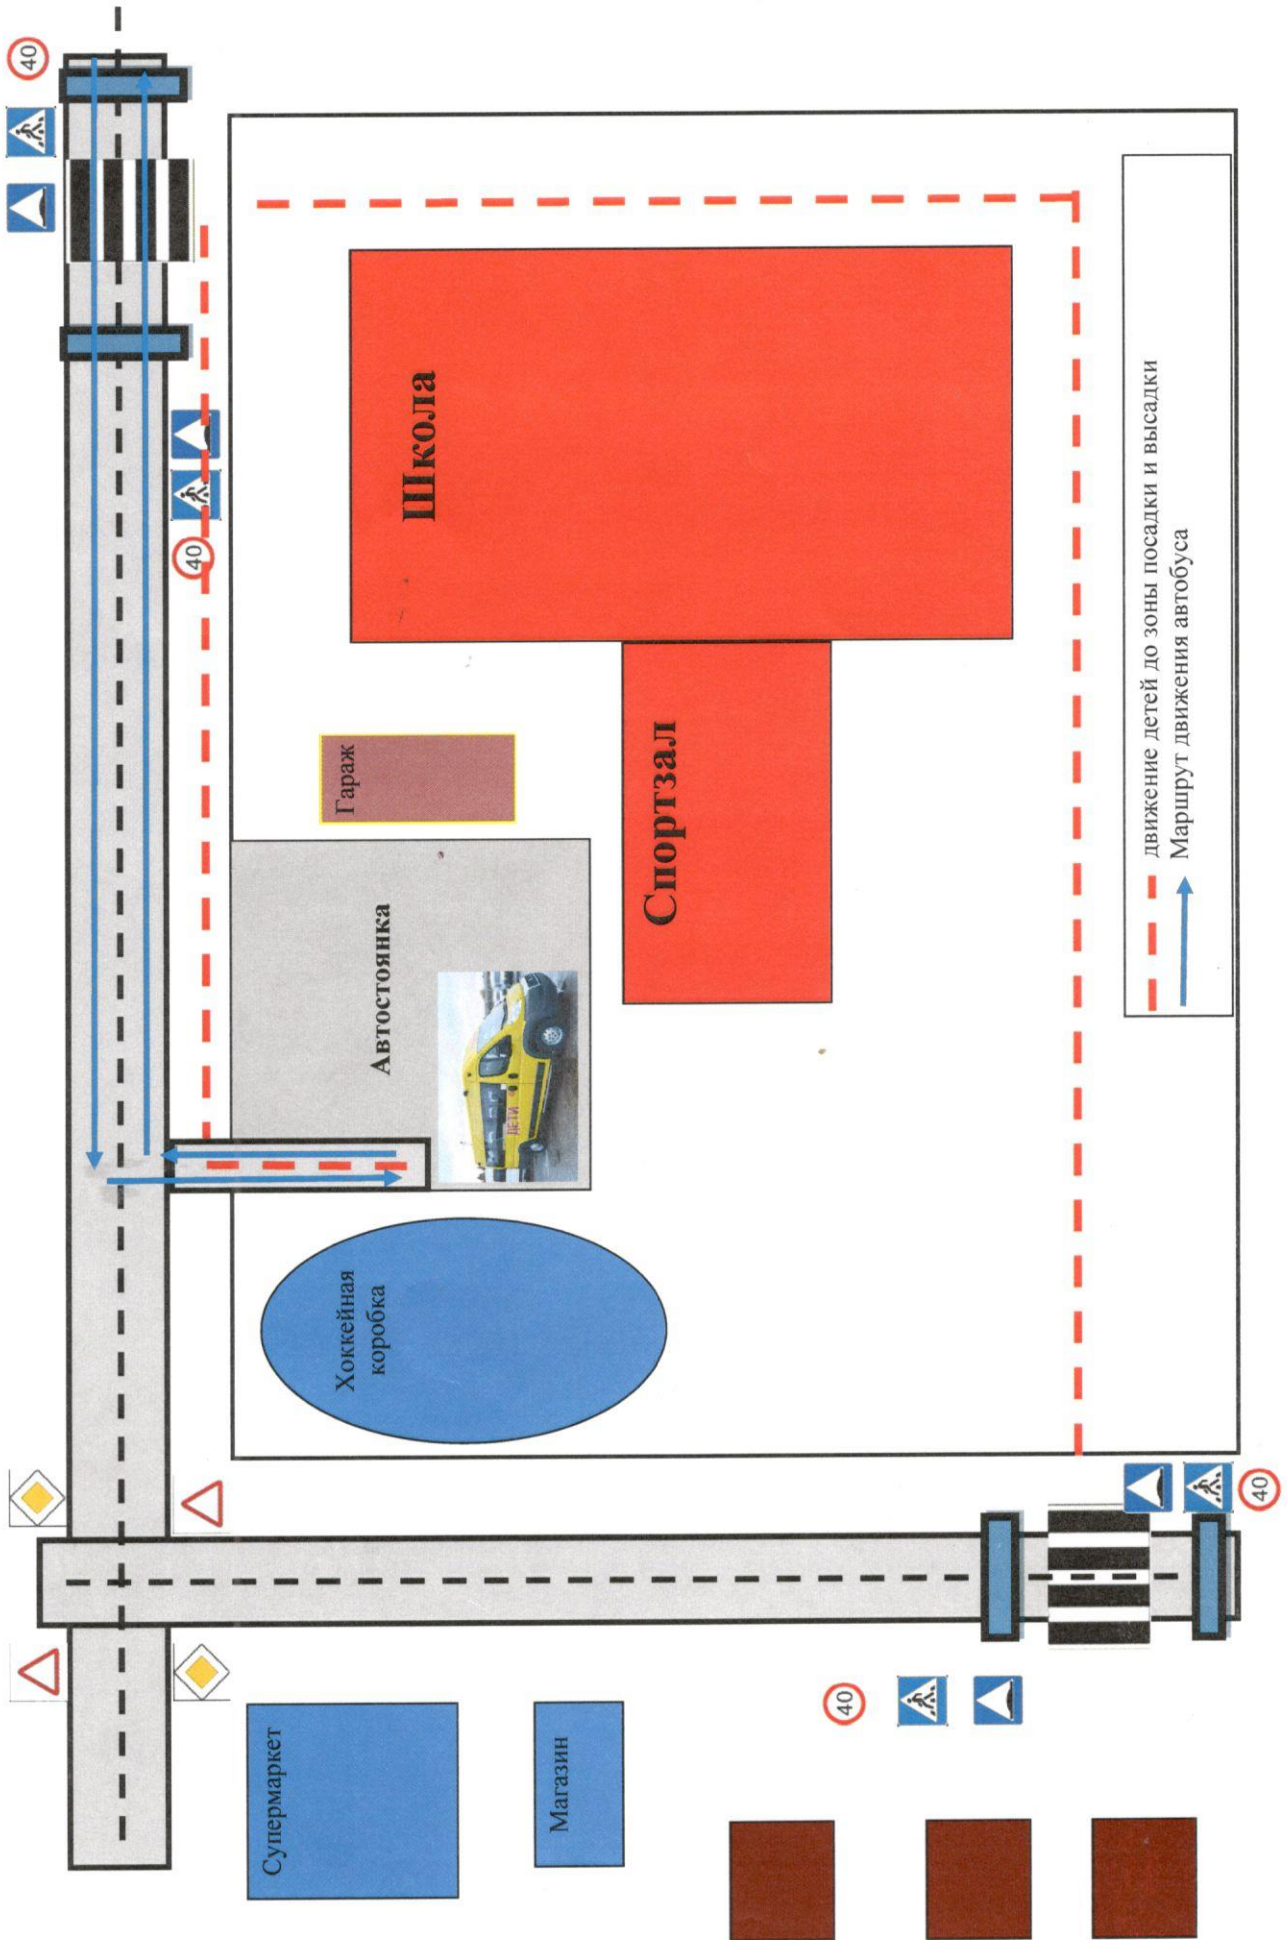 40
40
Школа
Гараж
Спортзал
Автостоянка
ДЕТИ
Хоккейная
коробка
Супермаркет
Магазин
40
40
движение детей до зоны посадки и высадки
Маршрут движения автобуса